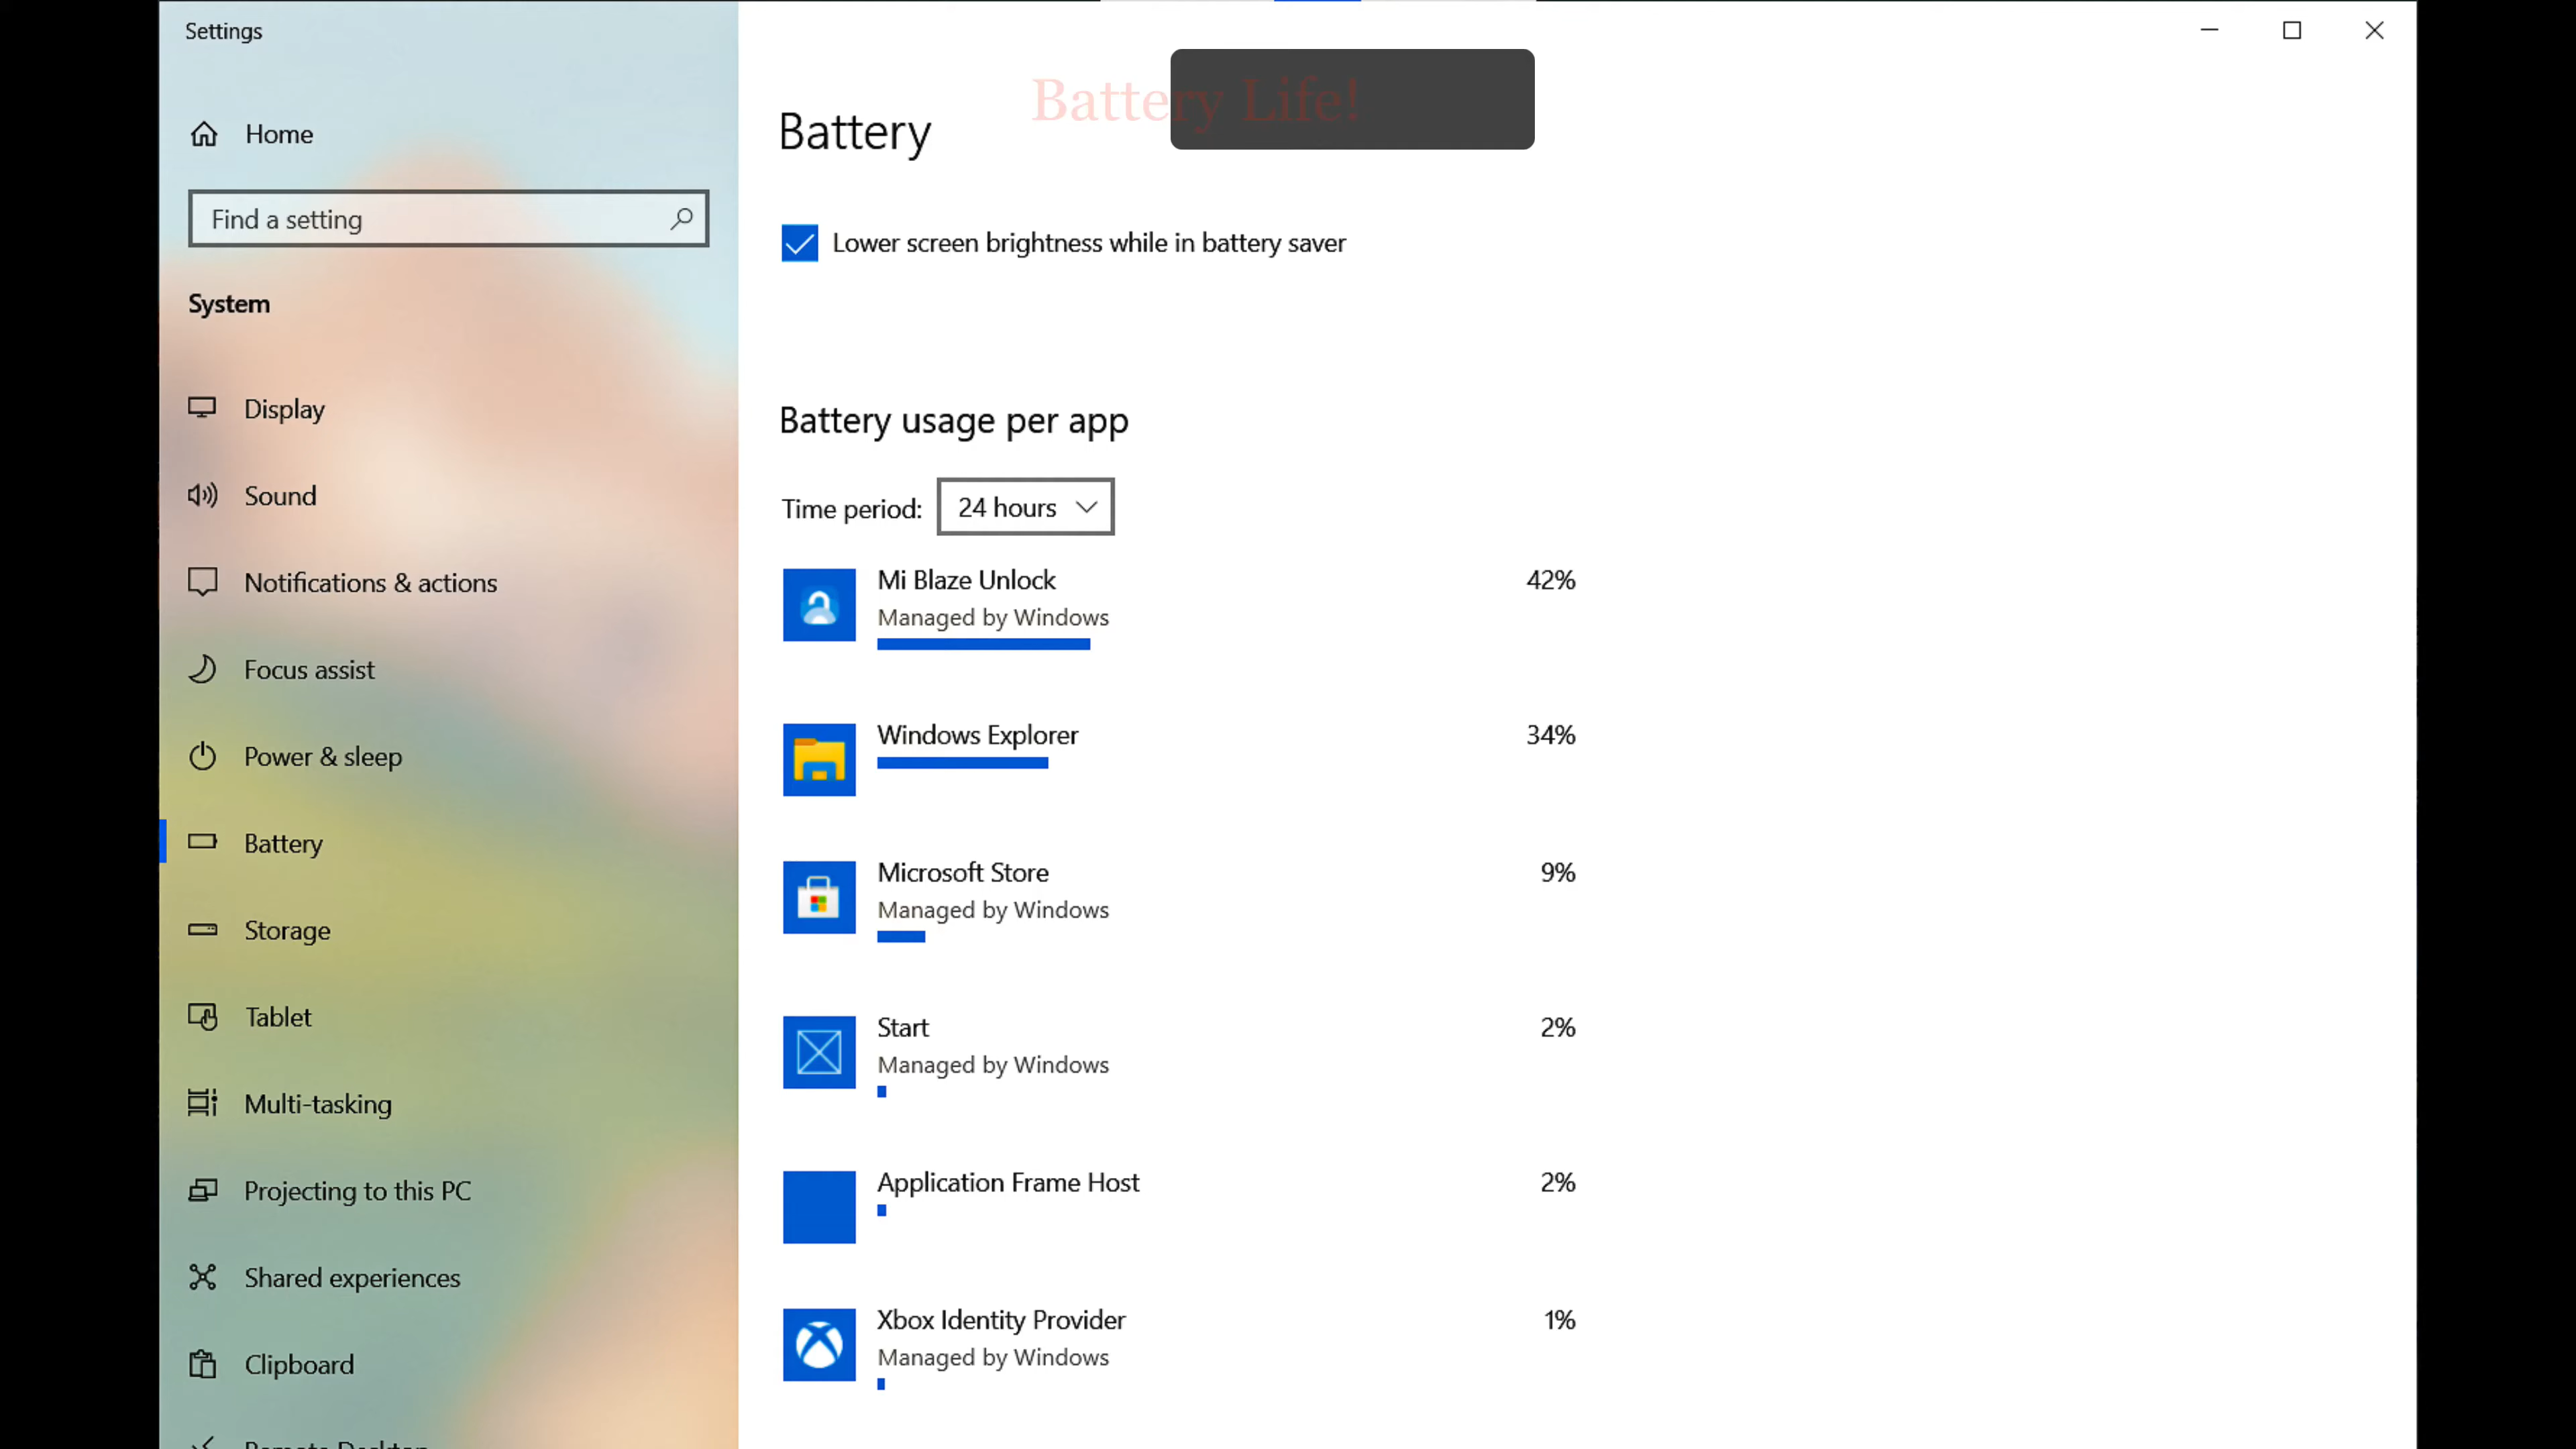 Settings
Home
Find a setting
System
Display
Sound
Notifications & actions
Focus assist
Power & sleep
Battery
Storage
Tablet
Multi-tasking
Projecting to this PC
Shared experiences
Clipboard
Remote Desktop
Battery Life!
Battery
Lower screen brightness while in battery saver
Battery usage per app
Time period: 24 hours
Mi Blaze Unlock 42%
Managed by Windows
Windows Explorer 34%
Microsoft Store 9%
Managed by Windows
Start 2%
Managed by Windows
Application Frame Host 2%
Xbox Identity Provider 1%
Managed by Windows